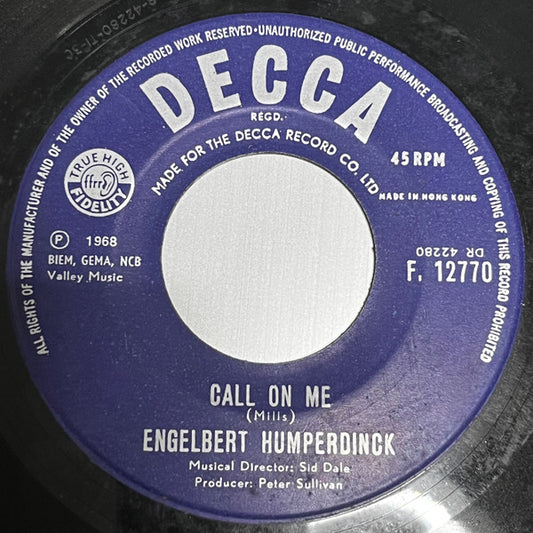 ALL RIGHTS OF THE MANUFACTURER AND OF THE OWNER OF THE RECORDED WORK RESERVED·UNAUTHORIZED PUBLIC PERFORMANCE BROADCASTING AND COPYING OF THIS RECORD PROHIBITED
DECCA
REGD.
MADE FOR THE DECCA RECORD CO. LTD
45 RPM
MADE IN HONG KONG
TRUE HIGH
ffrr
FIDELITY
℗ 1968
BIEM, GEMA, NCB
Valley Music
DR 42280
F. 12770
CALL ON ME
(Mills)
ENGELBERT HUMPERDINCK
Musical Director: Sid Dale
Producer: Peter Sullivan